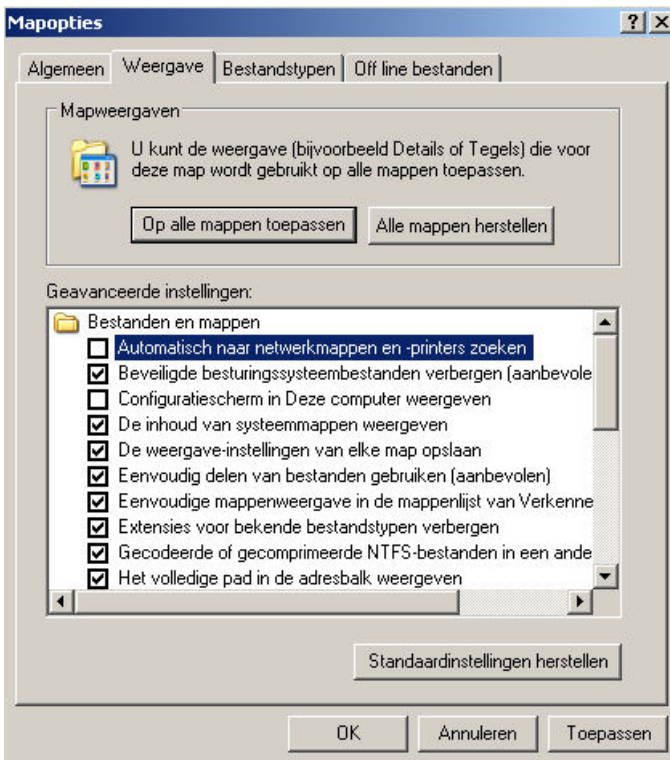 Mapopties
Algemeen Weergave Bestandstypen Off line bestanden
Mapweergaven
U kunt de weergave (bijvoorbeeld Details of Tegels) die voor
deze map wordt gebruikt op alle mappen toepassen.
Op alle mappen toepassen Alle mappen herstellen
Geavanceerde instellingen:
Bestanden en mappen
Automatisch naar netwerkmappen en -printers zoeken
Beveiligde besturingssysteembestanden verbergen (aanbevole
Configuratiescherm in Deze computer weergeven
De inhoud van systeemmappen weergeven
De weergave-instellingen van elke map opslaan
Eenvoudig delen van bestanden gebruiken (aanbevolen)
Eenvoudige mappenweergave in de mappenlijst van Verkenne
Extensies voor bekende bestandstypen verbergen
Gecodeerde of gecomprimeerde NTFS-bestanden in een ande
Het volledige pad in de adresbalk weergeven
Standaardinstellingen herstellen
OK Annuleren Toepassen